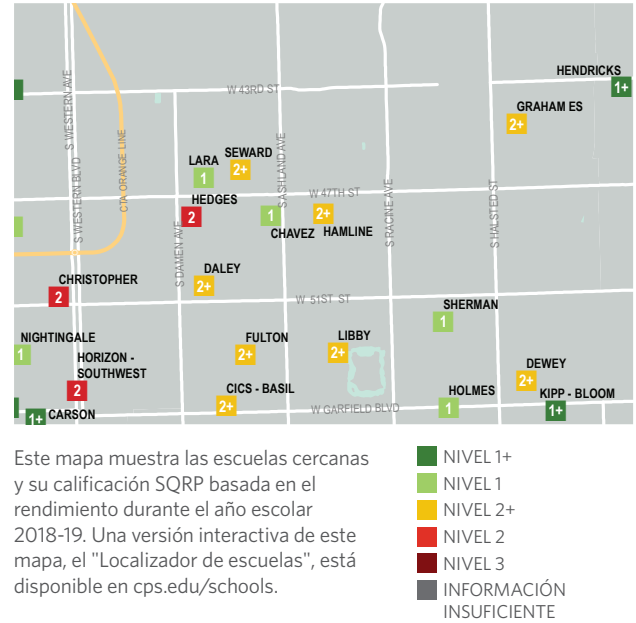 HENDRICKS
1+
S WESTERN AVE
S WESTERN BLVD
CTA ORANGE LINE
W 43RD ST
GRAHAM ES
2+
SEWARD
2+
LARA
1
S ASHLAND AVE
W 47TH ST
S DAMEN AVE
HEDGES
2
1
CHAVEZ
2+
HAMLINE
S RACINE AVE
S HALSTED ST
DALEY
2+
CHRISTOPHER
2
W 51ST ST
SHERMAN
1
NIGHTINGALE
1
HORIZON -
SOUTHWEST
2
FULTON
2+
LIBBY
2+
DEWEY
2+
CICS - BASIL
2+
W GARFIELD BLVD
HOLMES
1
KIPP - BLOOM
1+
1+
CARSON
Este mapa muestra las escuelas cercanas
y su calificación SQRP basada en el
rendimiento durante el año escolar
2018-19. Una versión interactiva de este
mapa, el "Localizador de escuelas", está
disponible en cps.edu/schools.
NIVEL 1+
NIVEL 1
NIVEL 2+
NIVEL 2
NIVEL 3
INFORMACIÓN
INSUFICIENTE